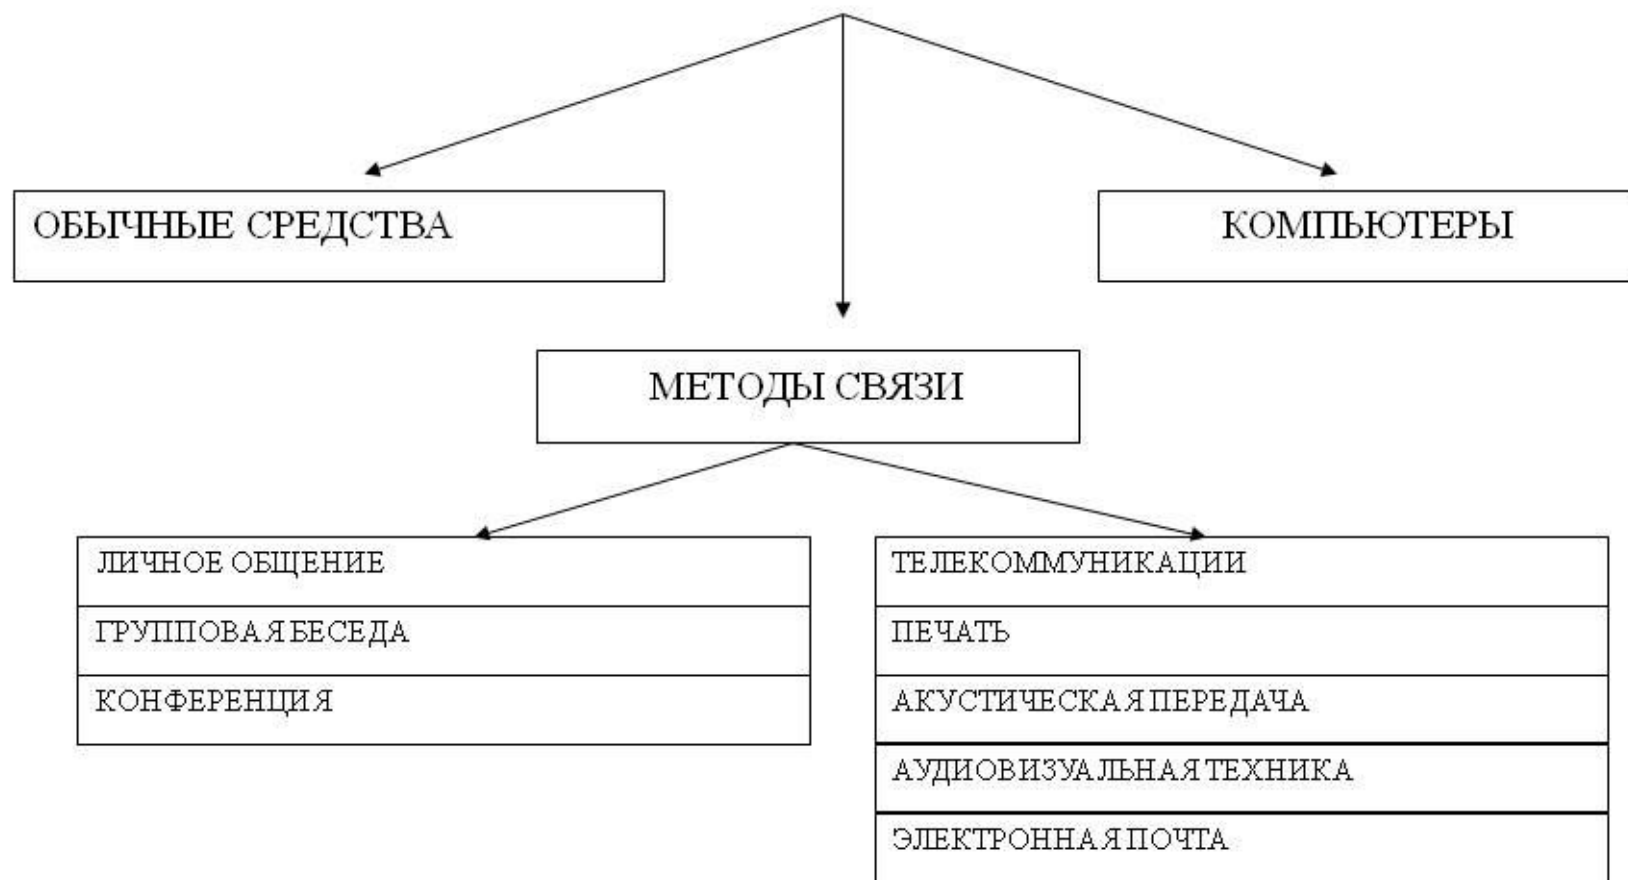 ОБЫЧНЫЕ СРЕДСТВА
КОМПЬЮТЕРЫ
МЕТОДЫ СВЯЗИ
ЛИЧНОЕ ОБЩЕНИЕ
ГРУППОВАЯ БЕСЕДА
КОНФЕРЕНЦИЯ
ТЕЛЕКОММУНИКАЦИИ
ПЕЧАТЬ
АКУСТИЧЕСКАЯ ПЕРЕДАЧА
АУДИОВИЗУАЛЬНАЯ ТЕХНИКА
ЭЛЕКТРОННАЯ ПОЧТА